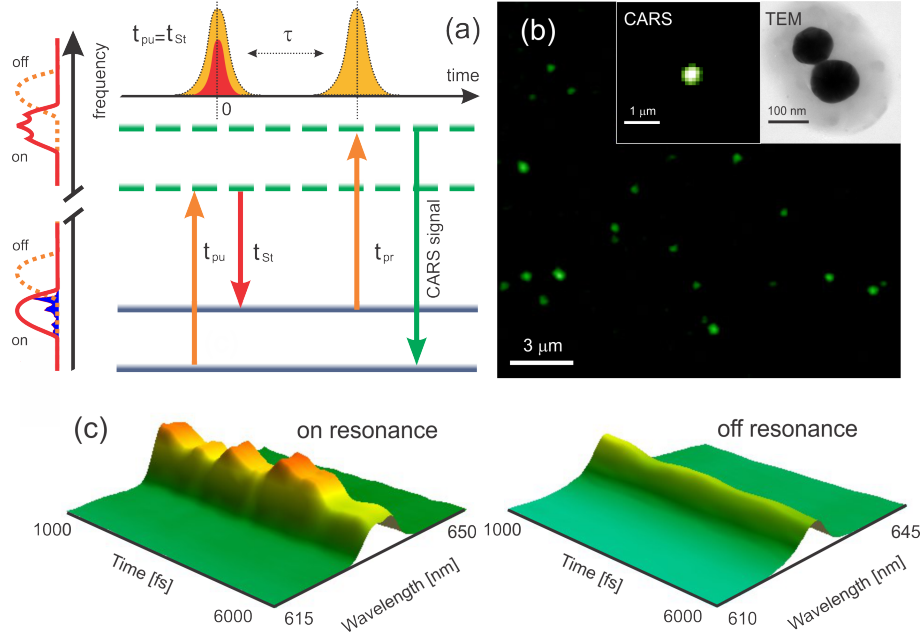 (a)
t_pu=t_St
τ
time
0
off
on
frequency
off
on
t_pu
t_St
t_pr
CARS signal
(b)
CARS
1 μm
TEM
100 nm
3 μm
(c)
on resonance
1000
Time [fs]
6000
615
Wavelength [nm]
650
off resonance
1000
Time [fs]
6000
610
Wavelength [nm]
645